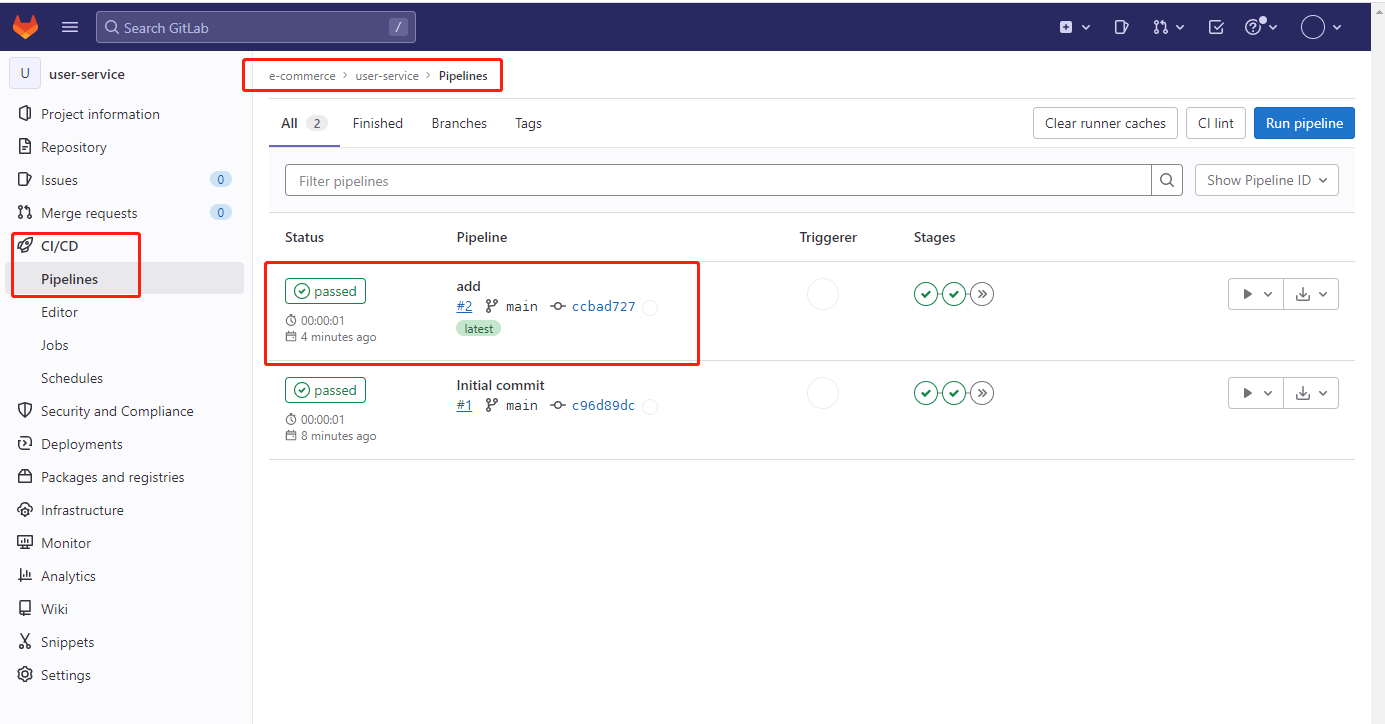 Search GitLab /
U user-service
Project information
Repository
Issues 0
Merge requests 0
CI/CD
Pipelines
Editor
Jobs
Schedules
Security and Compliance
Deployments
Packages and registries
Infrastructure
Monitor
Analytics
Wiki
Snippets
Settings
e-commerce > user-service > Pipelines
All 2 Finished Branches Tags Clear runner caches CI lint Run pipeline
Filter pipelines Show Pipeline ID
Status Pipeline Triggerer Stages
passed add
#2 main ccbad727
00:00:01 latest
4 minutes ago
passed Initial commit
#1 main c96d89dc
00:00:01
8 minutes ago